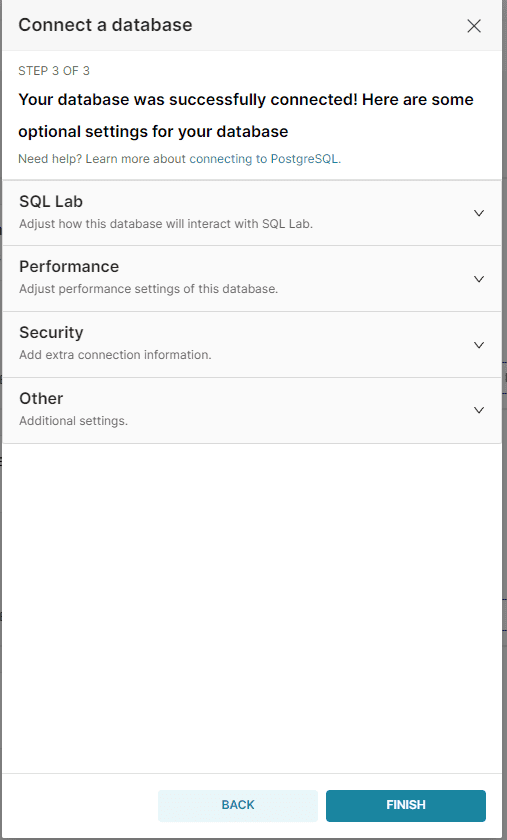 Connect a database
STEP 3 OF 3
Your database was successfully connected! Here are some
optional settings for your database
Need help? Learn more about connecting to PostgreSQL.
SQL Lab
Adjust how this database will interact with SQL Lab.
Performance
Adjust performance settings of this database.
Security
Add extra connection information.
Other
Additional settings.
BACK
FINISH